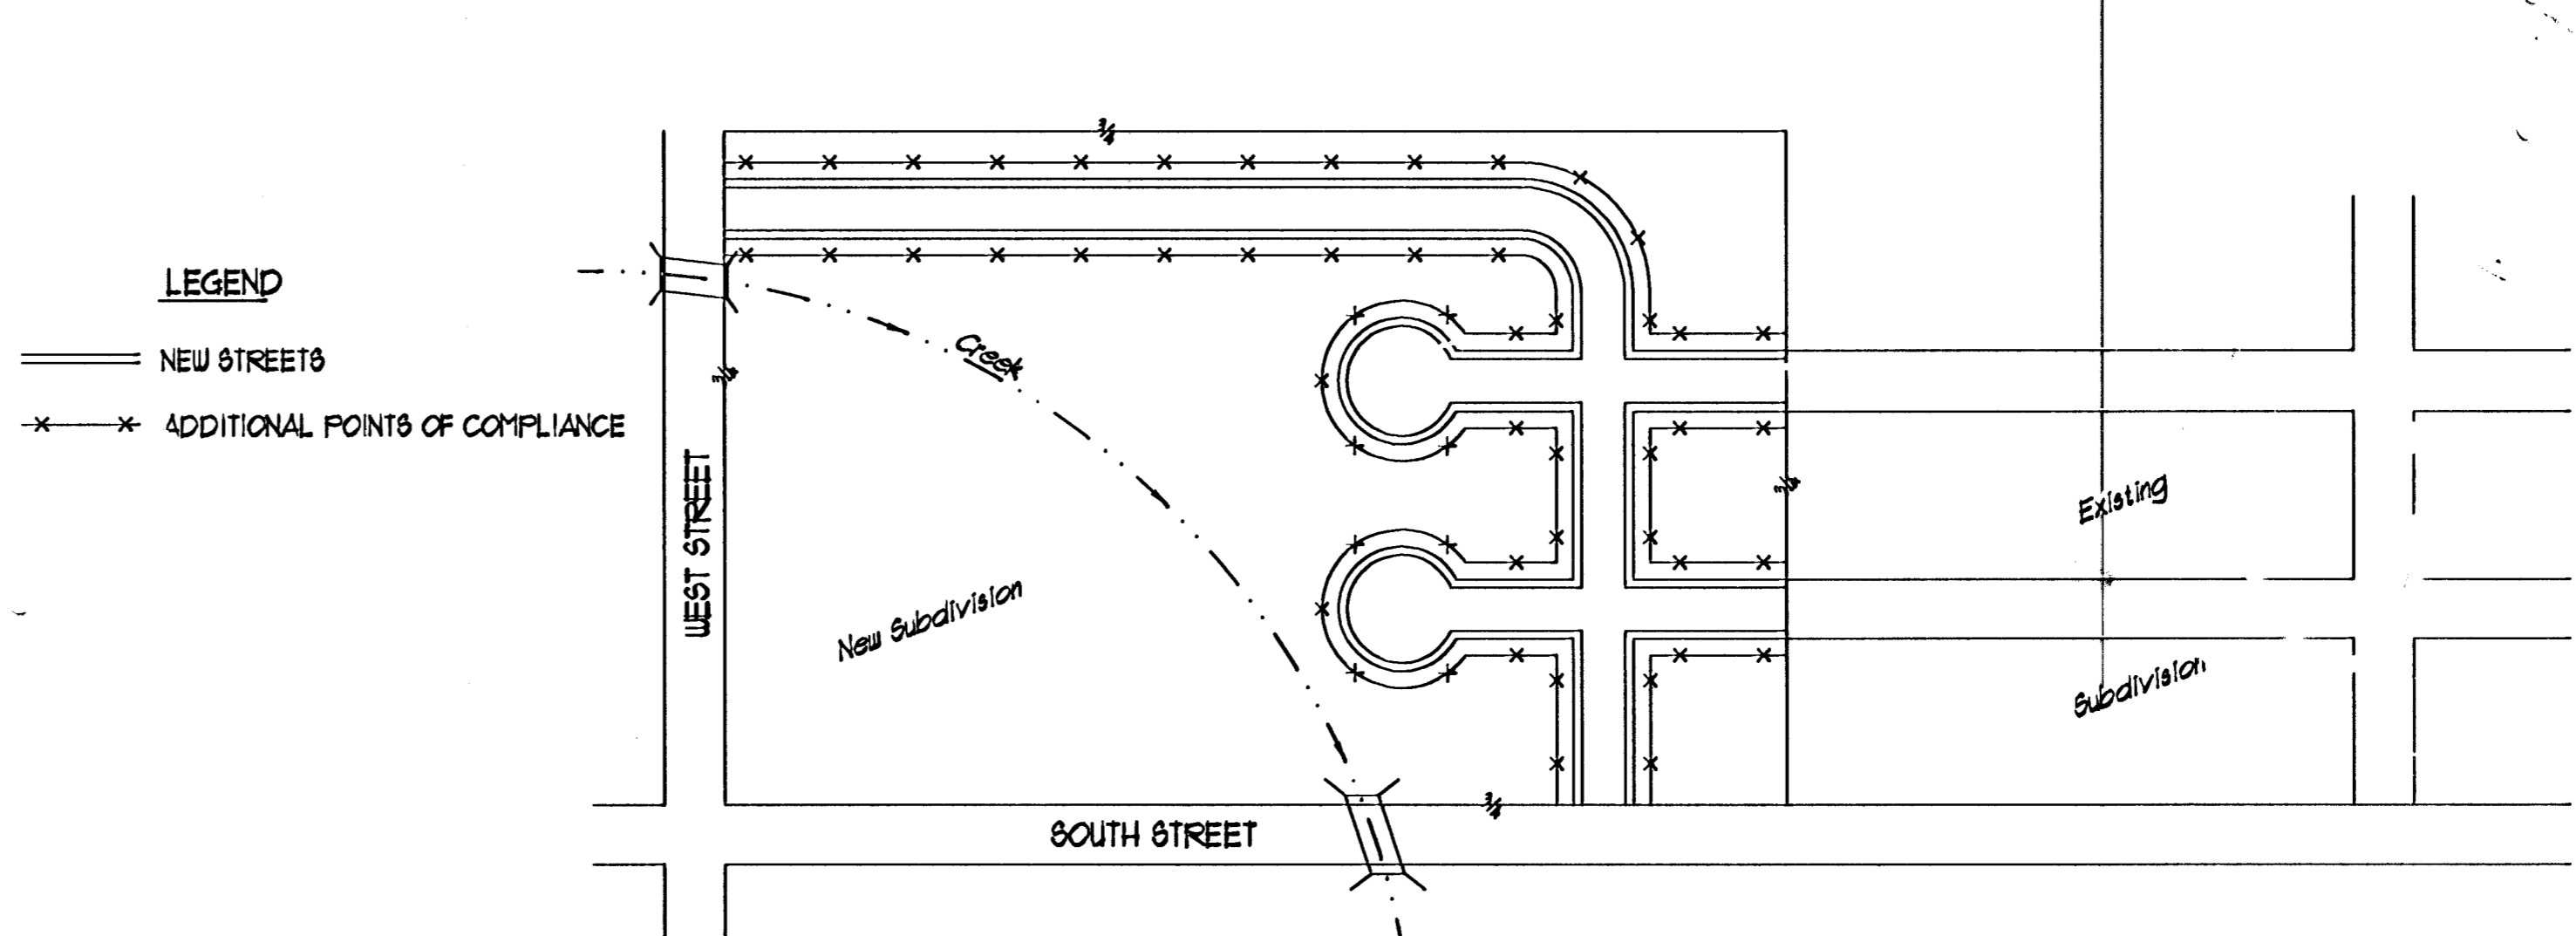 LEGEND
NEW STREETS
ADDITIONAL POINTS OF COMPLIANCE
WEST STREET
Creek
New Subdivision
SOUTH STREET
Existing
Subdivision